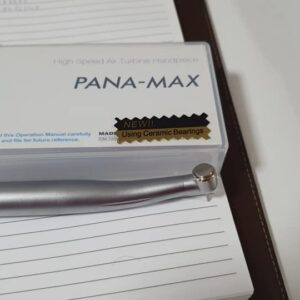 High Speed Air Turbine Handpiece
PANA-MAX
NEW!!
Using Ceramic Bearings
this Operation Manual carefully
and file for future reference.
MADE